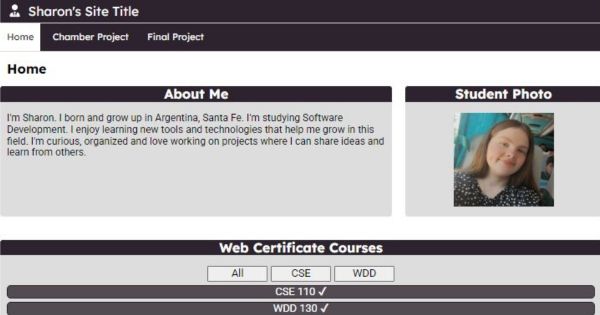 Sharon's Site Title
Home Chamber Project Final Project
Home
About Me
I'm Sharon. I born and grow up in Argentina, Santa Fe. I'm studying Software
Development. I enjoy learning new tools and technologies that help me grow in this
field. I'm curious, organized and love working on projects where I can share ideas and
learn from others.
Student Photo
Web Certificate Courses
All CSE WDD
CSE 110 ✓
WDD 130 ✓